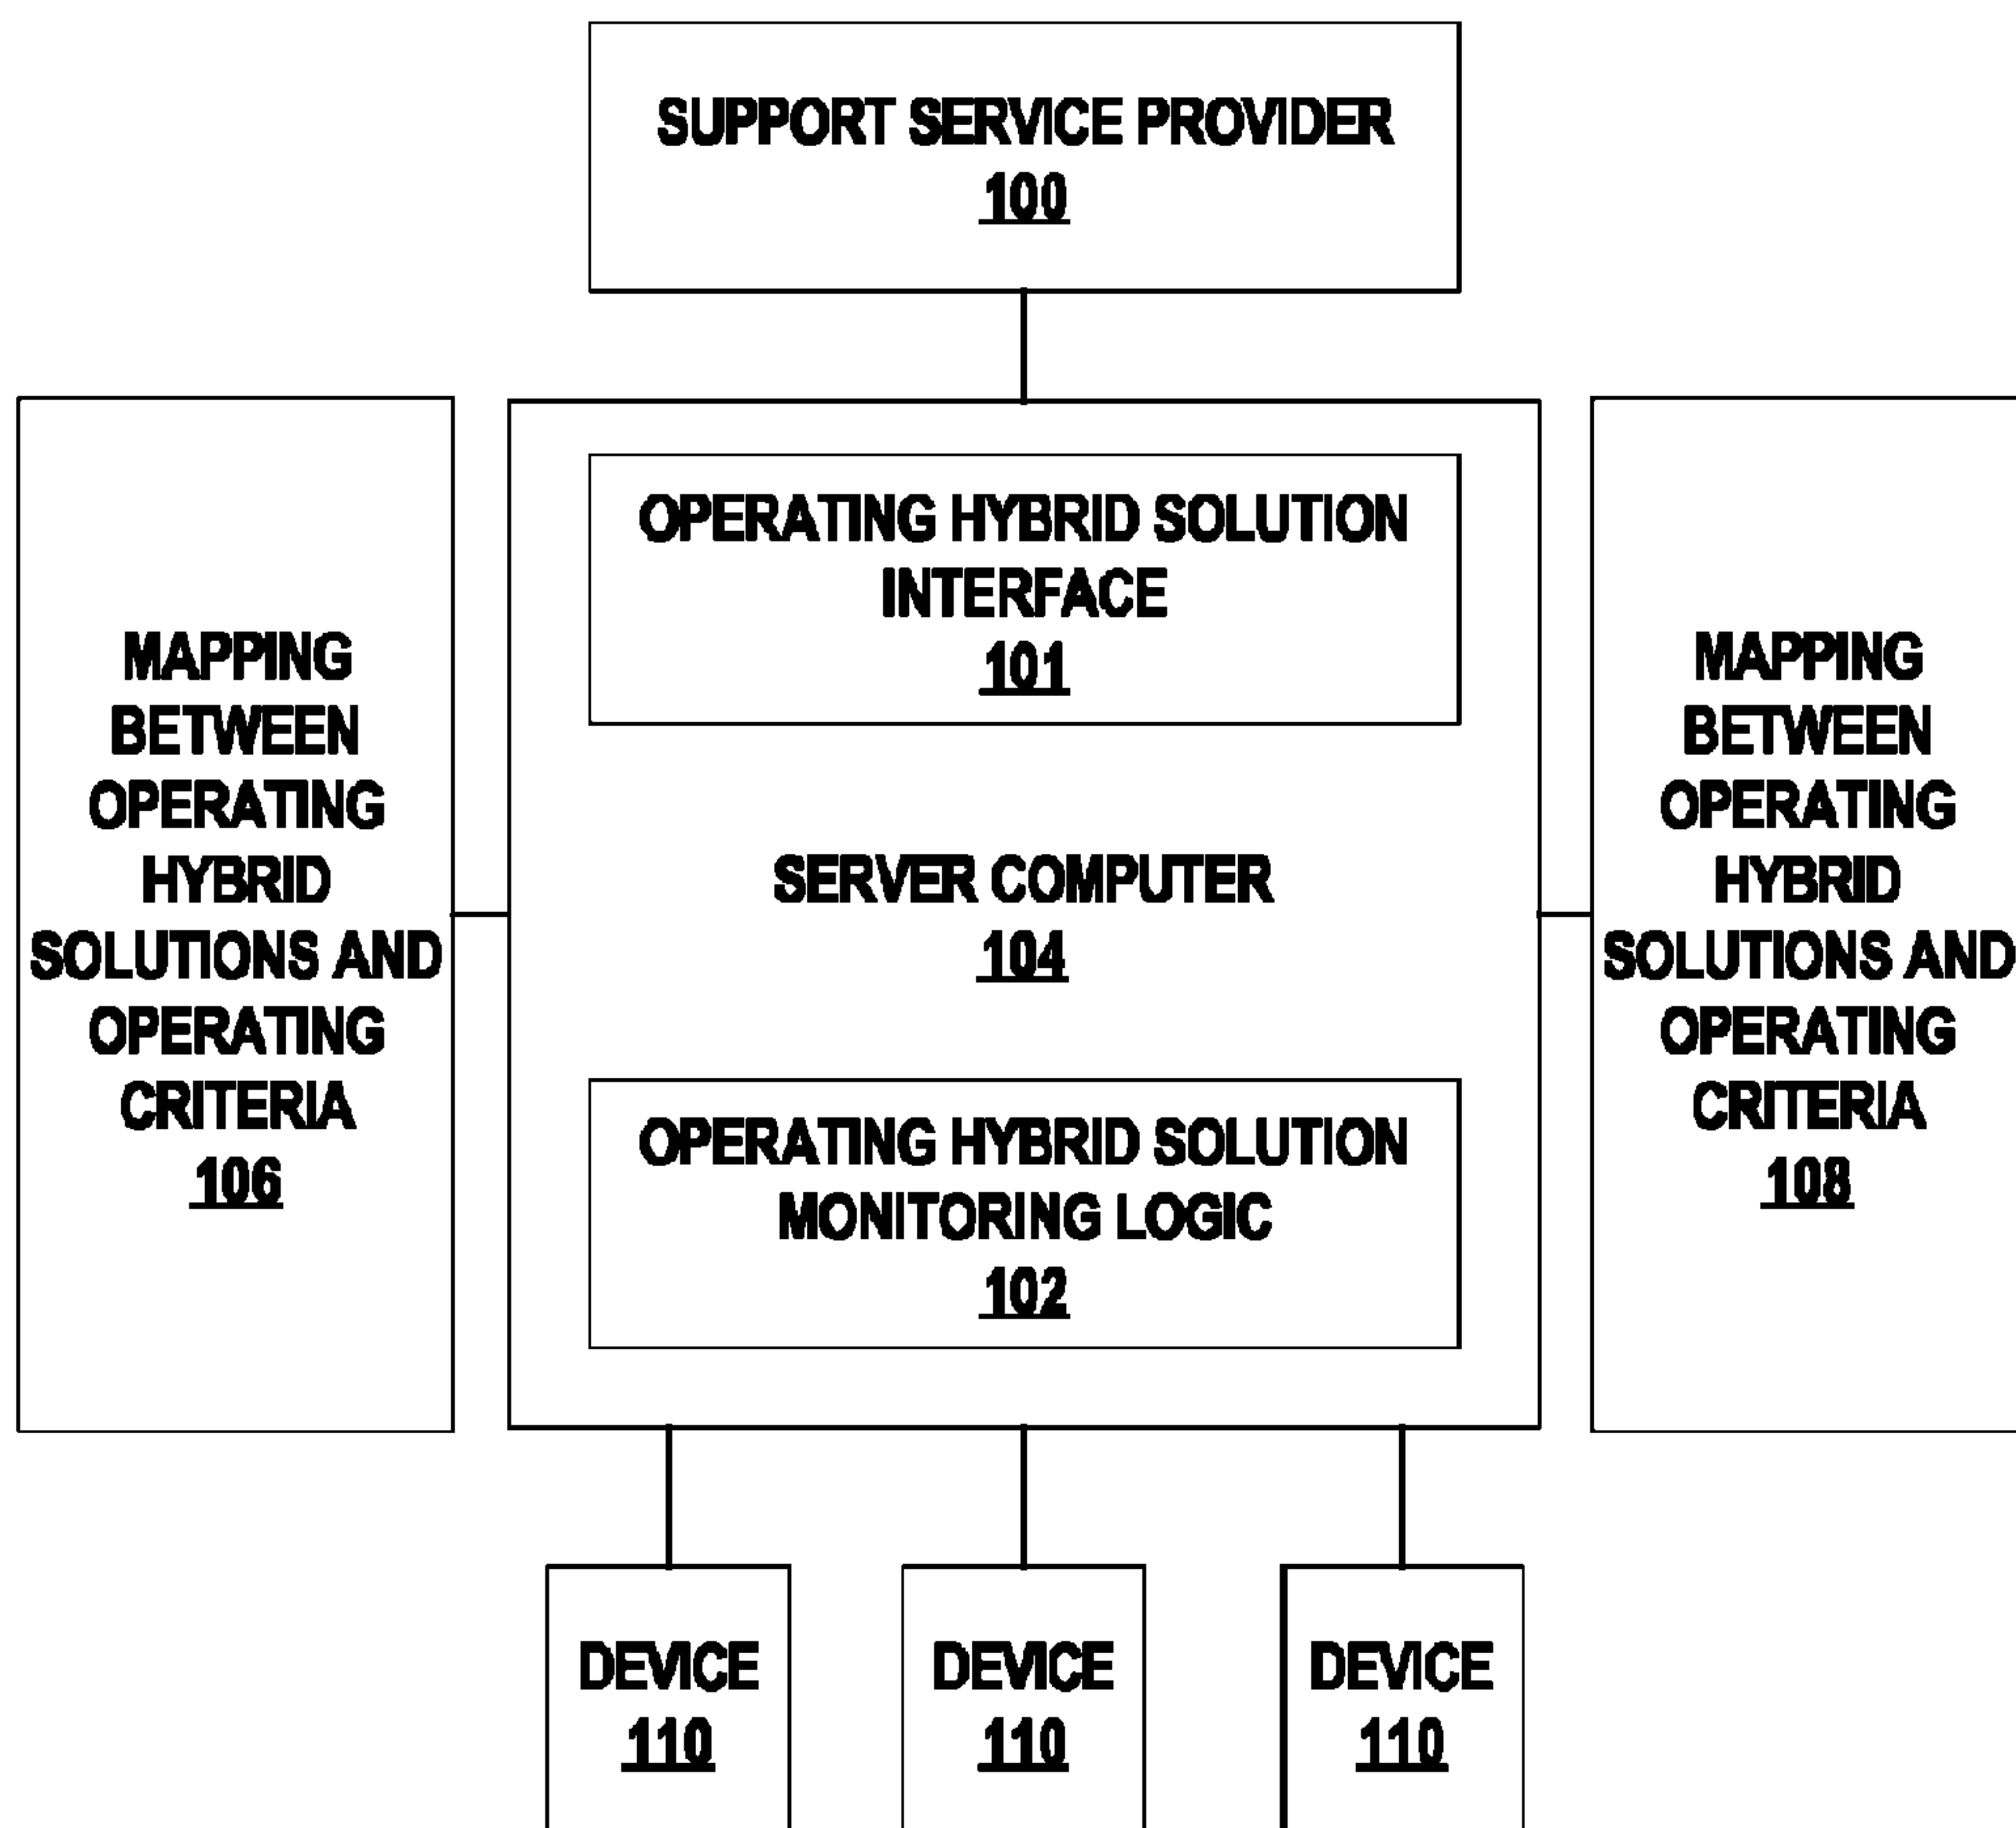 SUPPORT SERVICE PROVIDER
100
MAPPING
BETWEEN
OPERATING
HYBRID
SOLUTIONS AND
OPERATING
CRITERIA
106
OPERATING HYBRID SOLUTION
INTERFACE
101
SERVER COMPUTER
104
OPERATING HYBRID SOLUTION
MONITORING LOGIC
102
MAPPING
BETWEEN
OPERATING
HYBRID
SOLUTIONS AND
OPERATING
CRITERIA
108
DEVICE
110
DEVICE
110
DEVICE
110